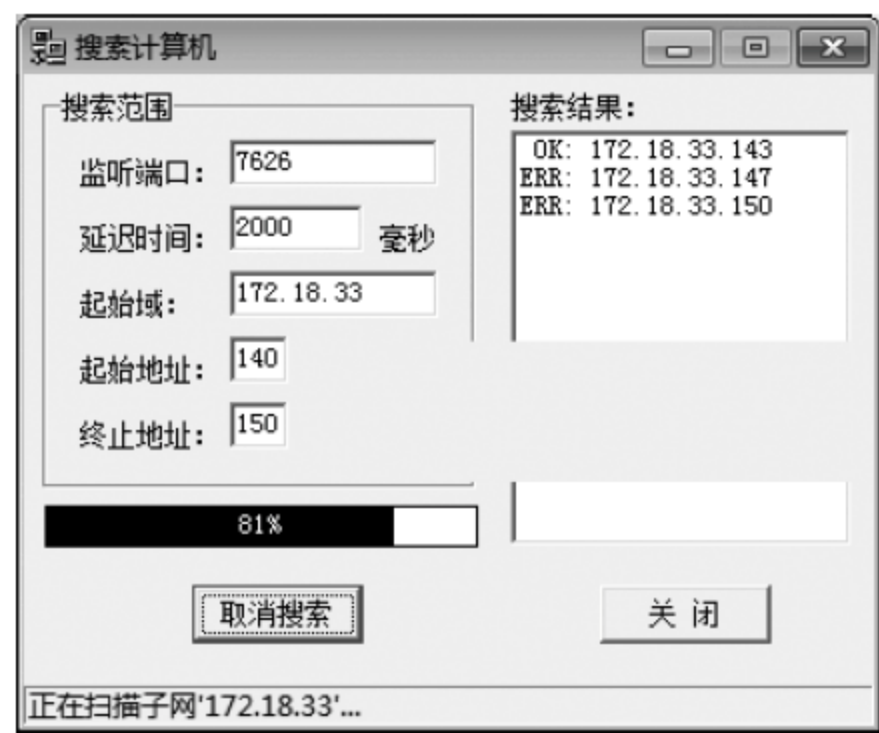 搜索计算机
搜索范围
监听端口： 7626
延迟时间： 2000 毫秒
起始域： 172.18.33
起始地址： 140
终止地址： 150
81%
取消搜索
搜索结果：
OK: 172.18.33.143
ERR: 172.18.33.147
ERR: 172.18.33.150
关 闭
正在扫描子网'172.18.33'...